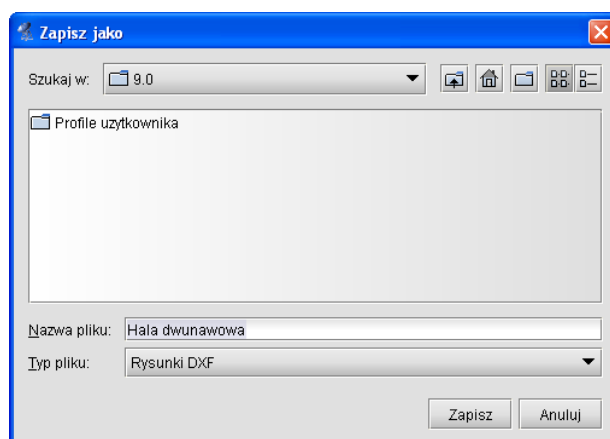 Zapisz jako
Szukaj w: 9.0
Profile uzytkownika
Nazwa pliku: Hala dwunawowa
Typ pliku: Rysunki DXF
Zapisz Anuluj